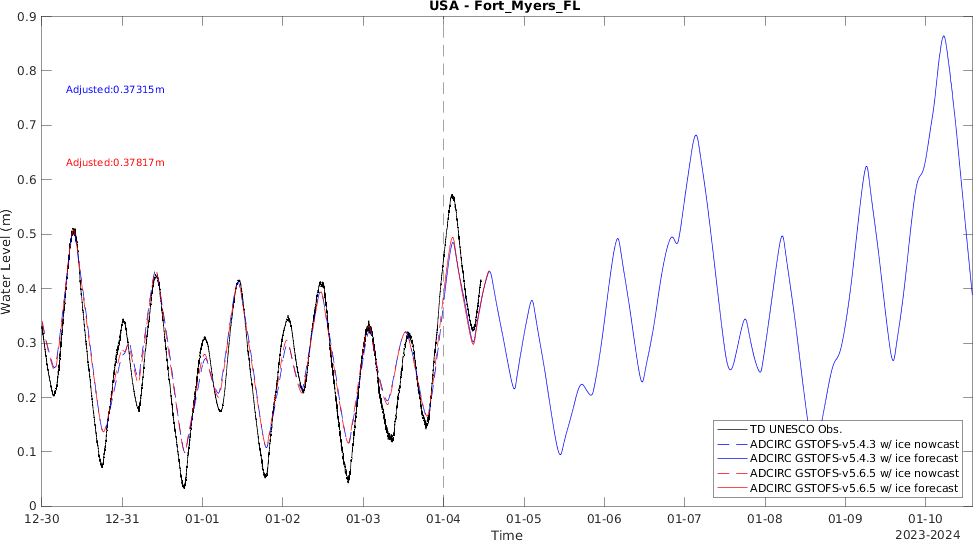 USA - Fort_Myers_FL
0.9
0.8
0.7
0.6
0.5
0.4
0.3
0.2
0.1
0
Water Level (m)
Adjusted:0.37315m
Adjusted:0.37817m
TD UNESCO Obs.
ADCIRC GSTOFS-v5.4.3 w/ ice nowcast
ADCIRC GSTOFS-v5.4.3 w/ ice forecast
ADCIRC GSTOFS-v5.6.5 w/ ice nowcast
ADCIRC GSTOFS-v5.6.5 w/ ice forecast
12-30 12-31 01-01 01-02 01-03 01-04 01-05 01-06 01-07 01-08 01-09 01-10
Time
2023-2024